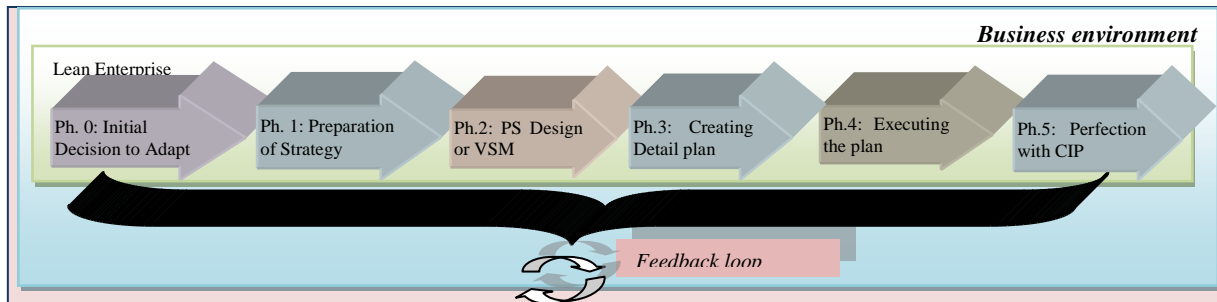 Business environment
Lean Enterprise
Ph. 0: Initial
Decision to Adapt
Ph. 1: Preparation
of Strategy
Ph.2: PS Design
or VSM
Ph.3: Creating
Detail plan
Ph.4: Executing
the plan
Ph.5: Perfection
with CIP
Feedback loop